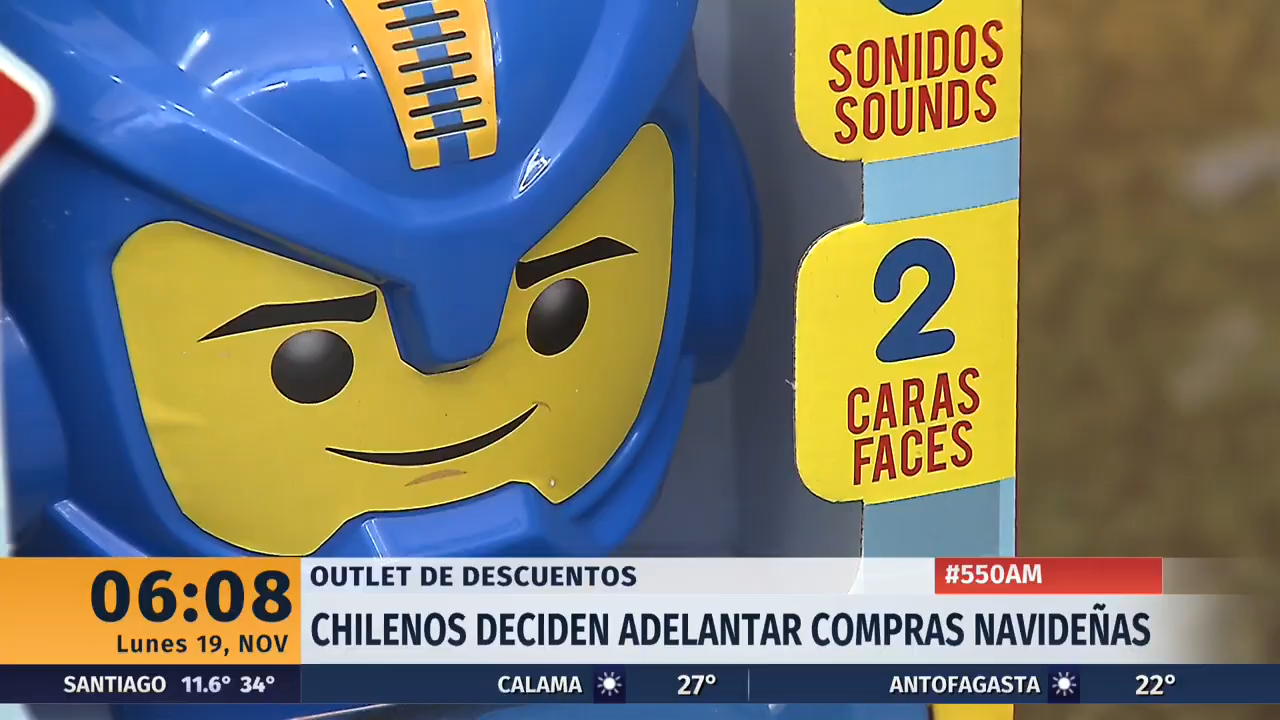 SONIDOS
SOUNDS
2
CARAS
FACES
06:08
Lunes 19, NOV
OUTLET DE DESCUENTOS
#550AM
CHILENOS DECIDEN ADELANTAR COMPRAS NAVIDEÑAS
SANTIAGO 11.6° 34°
CALAMA 27°
ANTOFAGASTA 22°